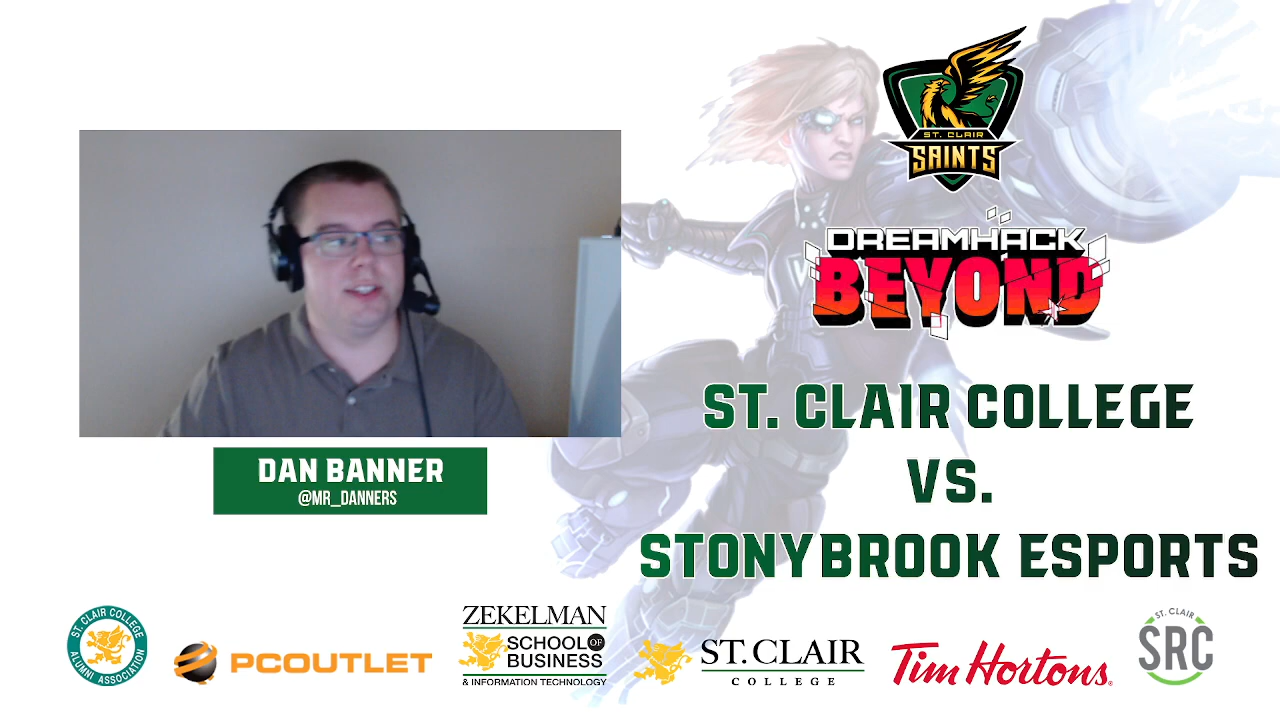 ST. CLAIR
SAINTS
DREAMHACK
BEYOND
ST. CLAIR COLLEGE
VS.
STONYBROOK ESPORTS
DAN BANNER
@MR_DANNERS
ST. CLAIR COLLEGE
ALUMNI ASSOCIATION
PCOUTLET
ZEKELMAN
SCHOOL OF
BUSINESS
& INFORMATION TECHNOLOGY
ST. CLAIR
COLLEGE
Tim Hortons.
ST. CLAIR
SRC